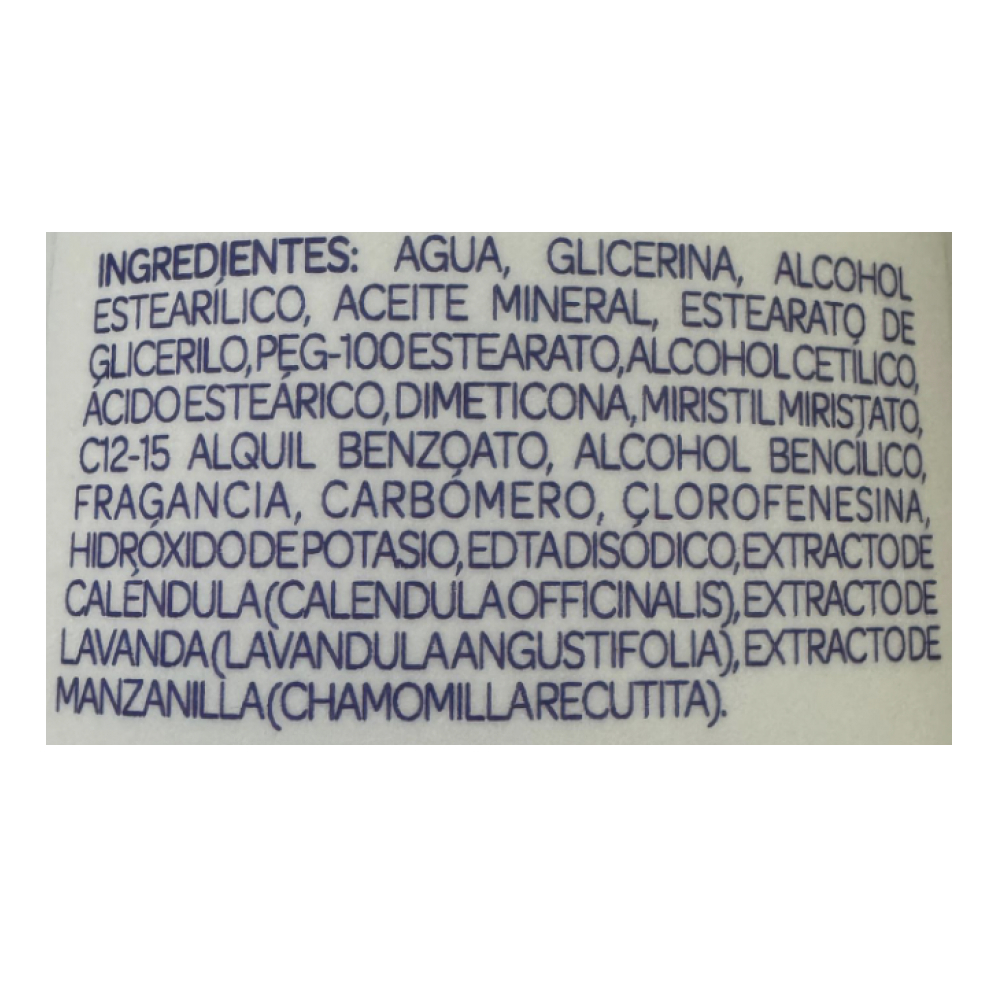 INGREDIENTES: AGUA, GLICERINA, ALCOHOL
ESTEARÍLICO, ACEITE MINERAL, ESTEARATO DE
GLICERILO, PEG-100 ESTEARATO, ALCOHOL CETÍLICO,
ÁCIDO ESTEÁRICO, DIMETICONA, MIRISTIL MIRISTATO,
C12-15 ALQUIL BENZOATO, ALCOHOL BENCÍLICO,
FRAGANCIA, CARBÓMERO, CLOROFENESINA,
HIDRÓXIDO DE POTASIO, EDTA DISÓDICO, EXTRACTO DE
CALÉNDULA (CALENDULA OFFICINALIS), EXTRACTO DE
LAVANDA (LAVANDULA ANGUSTIFOLIA), EXTRACTO DE
MANZANILLA (CHAMOMILLA RECUTITA).